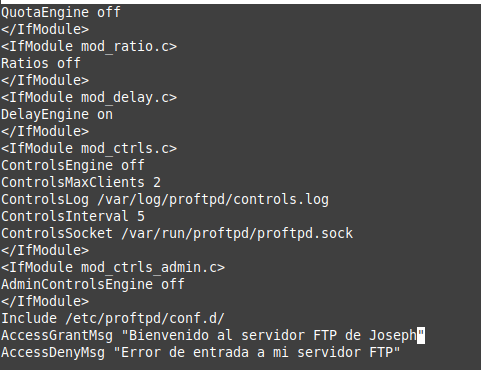 QuotaEngine off
</IfModule>
<IfModule mod_ratio.c>
Ratios off
</IfModule>
<IfModule mod_delay.c>
DelayEngine on
</IfModule>
<IfModule mod_ctrls.c>
ControlsEngine off
ControlsMaxClients 2
ControlsLog /var/log/proftpd/controls.log
ControlsInterval 5
ControlsSocket /var/run/proftpd/proftpd.sock
</IfModule>
<IfModule mod_ctrls_admin.c>
AdminControlsEngine off
</IfModule>
Include /etc/proftpd/conf.d/
AccessGrantMsg "Bienvenido al servidor FTP de Joseph"
AccessDenyMsg "Error de entrada a mi servidor FTP"